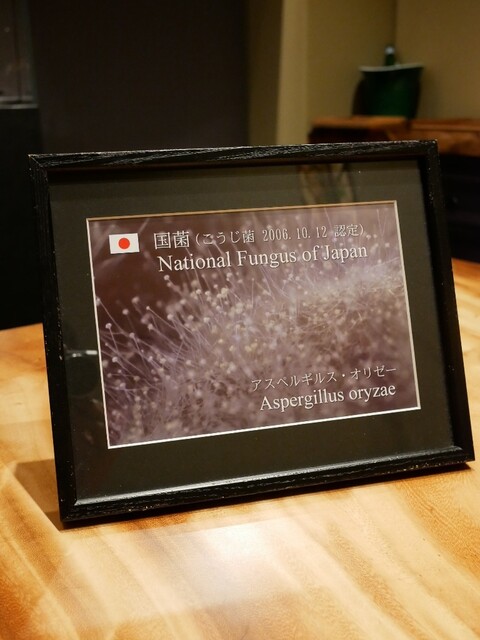 国菌(こうじ菌 2006.10.12 認定)
National Fungus of Japan
アスペルギルス・オリゼー
Aspergillus oryzae